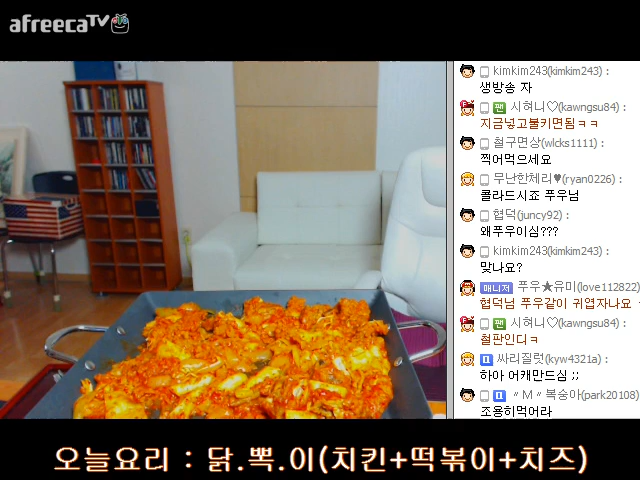 afreecaTV
kimkim243(kimkim243) :
생방송 자
팬 시혀니♡(kawngsu84) :
지금넣고불키면됨ㅋㅋ
철구면상(wlcks1111) :
찍어먹으세요
무난한체리♥(ryan0226) :
콜라드시죠 푸우님
협덕(juncy92) :
왜푸우이심???
kimkim243(kimkim243) :
맞나요?
매니저 푸우★유미(love112822)
협덕님 푸우같이 귀엽자나요
팬 시혀니♡(kawngsu84) :
철판인디ㅋ
싸리질럿(kyw4321a) :
하아 어캐만드심 ;;
〃M〃복숭아(park20108)
조용히먹어라
오늘요리 : 닭.뽁.이(치킨+떡볶이+치즈)